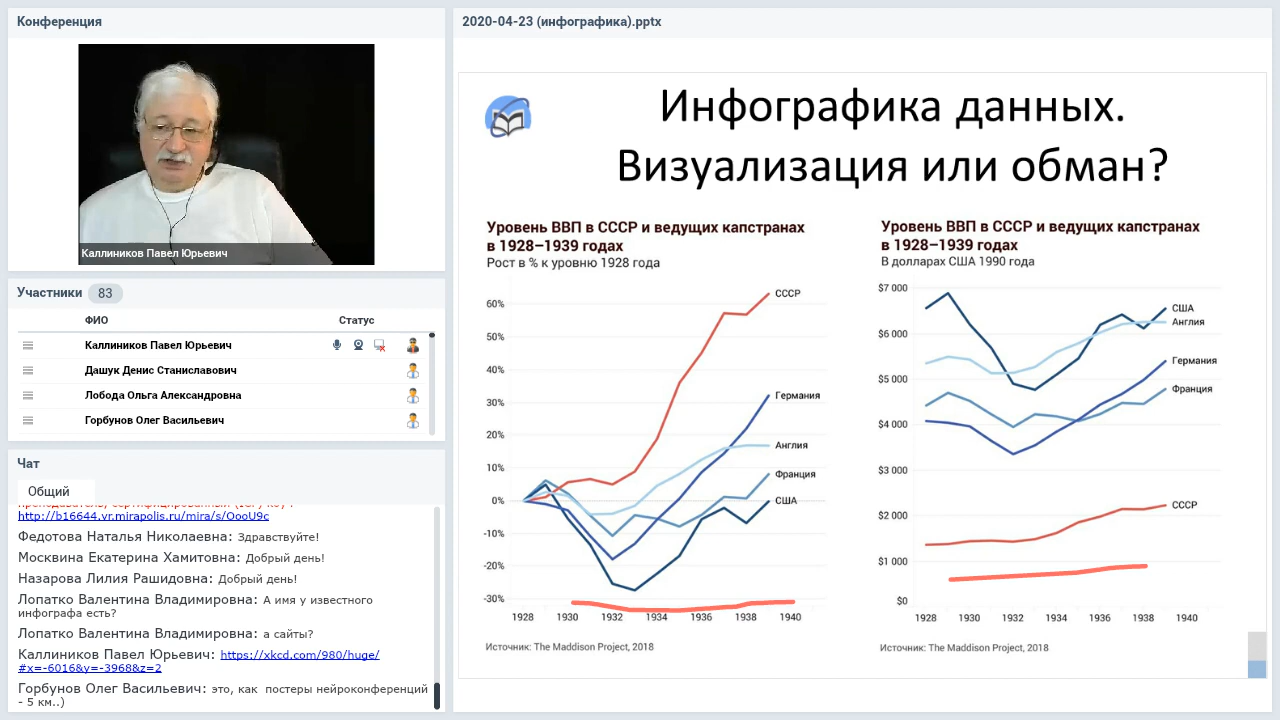 Конференция
Каллиников Павел Юрьевич
Участники 83
ФИО Статус
Каллиников Павел Юрьевич
Дашук Денис Станиславович
Лобода Ольга Александровна
Горбунов Олег Васильевич
Чат
Общий
http://b16644.vr.mirapolis.ru/mira/s/OooU9c
Федотова Наталья Николаевна: Здравствуйте!
Москвина Екатерина Хамитовна: Добрый день!
Назарова Лилия Рашидовна: Добрый день!
Лопатко Валентина Владимировна: А имя у известного
инфографа есть?
Лопатко Валентина Владимировна: а сайты?
Каллиников Павел Юрьевич: https://xkcd.com/980/huge/
#x=-6016&y=-3968&z=2
Горбунов Олег Васильевич: это, как постеры нейроконференций
- 5 км..)
2020-04-23 (инфографика).pptx
Инфографика данных.
Визуализация или обман?
Уровень ВВП в СССР и ведущих капстранах
в 1928–1939 годах
Рост в % к уровню 1928 года
60%
50%
40%
30%
20%
10%
0%
-10%
-20%
-30%
СССР
Германия
Англия
Франция
США
1928 1930 1932 1934 1936 1938 1940
Источник: The Maddison Project, 2018
Уровень ВВП в СССР и ведущих капстранах
в 1928–1939 годах
В долларах США 1990 года
$7 000
$6 000
$5 000
$4 000
$3 000
$2 000
$1 000
$0
США
Англия
Германия
Франция
СССР
1928 1930 1932 1934 1936 1938 1940
Источник: The Maddison Project, 2018